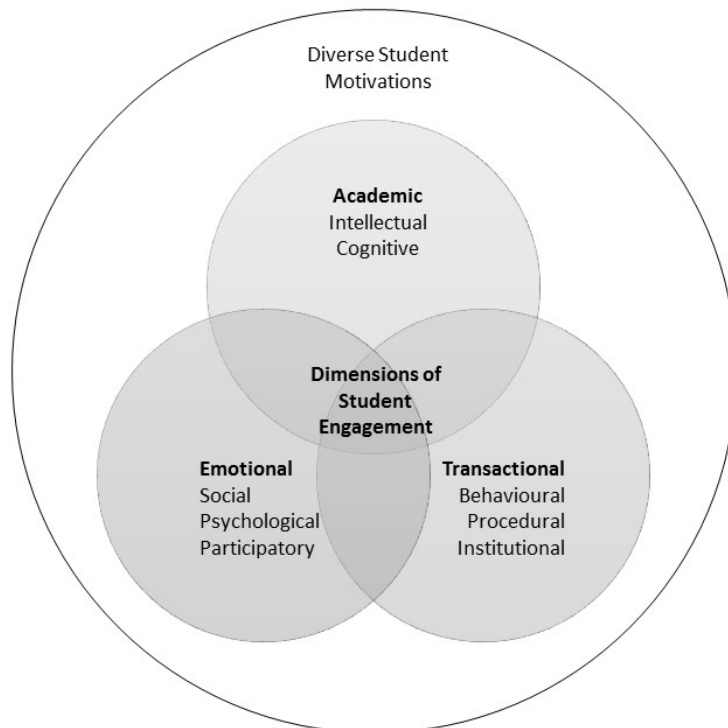 Diverse Student
Motivations
Academic
Intellectual
Cognitive
Dimensions of
Student
Engagement
Emotional
Social
Psychological
Participatory
Transactional
Behavioural
Procedural
Institutional